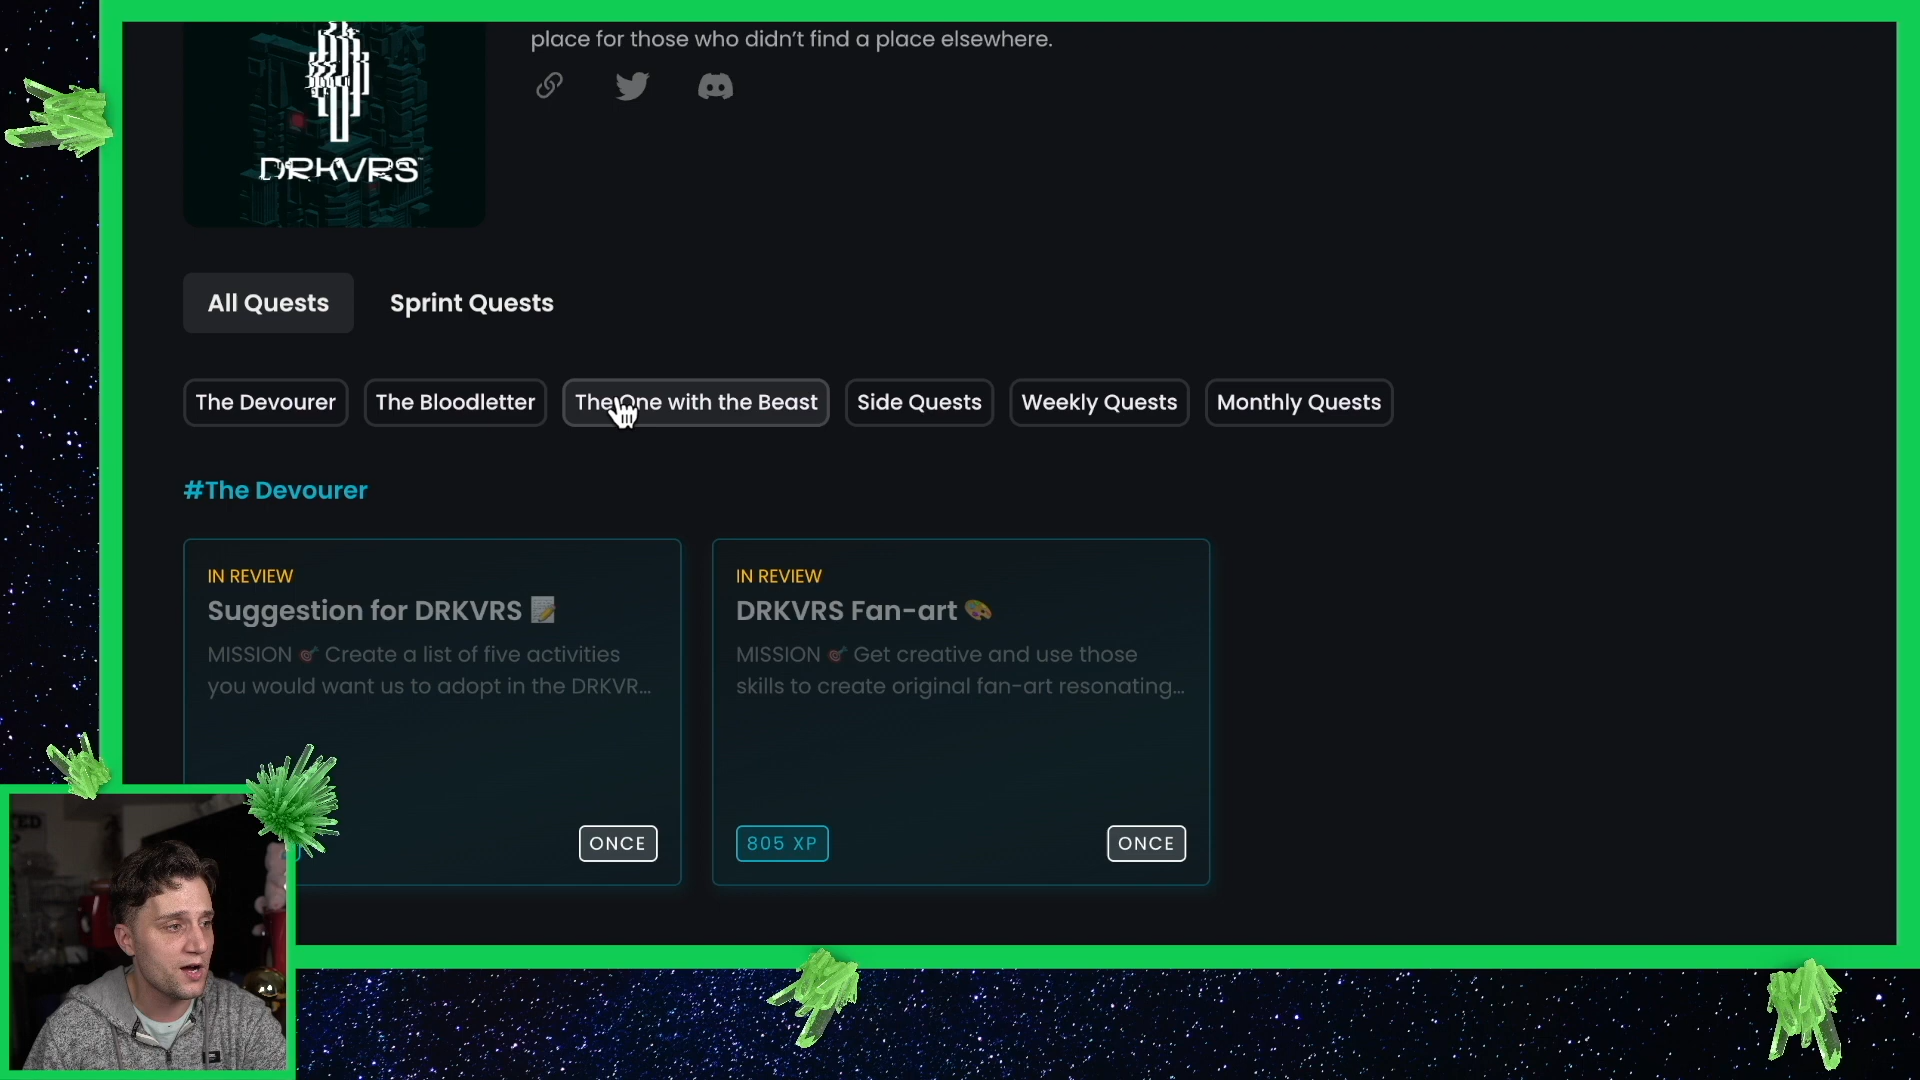 place for those who didn’t find a place elsewhere.
DRKVRS
All Quests
Sprint Quests
The Devourer
The Bloodletter
The One with the Beast
Side Quests
Weekly Quests
Monthly Quests
#The Devourer
IN REVIEW
Suggestion for DRKVRS 📝
MISSION 🎯 Create a list of five activities
you would want us to adopt in the DRKVR...
ONCE
IN REVIEW
DRKVRS Fan-art 🎨
MISSION 🎯 Get creative and use those
skills to create original fan-art resonating...
805 XP
ONCE